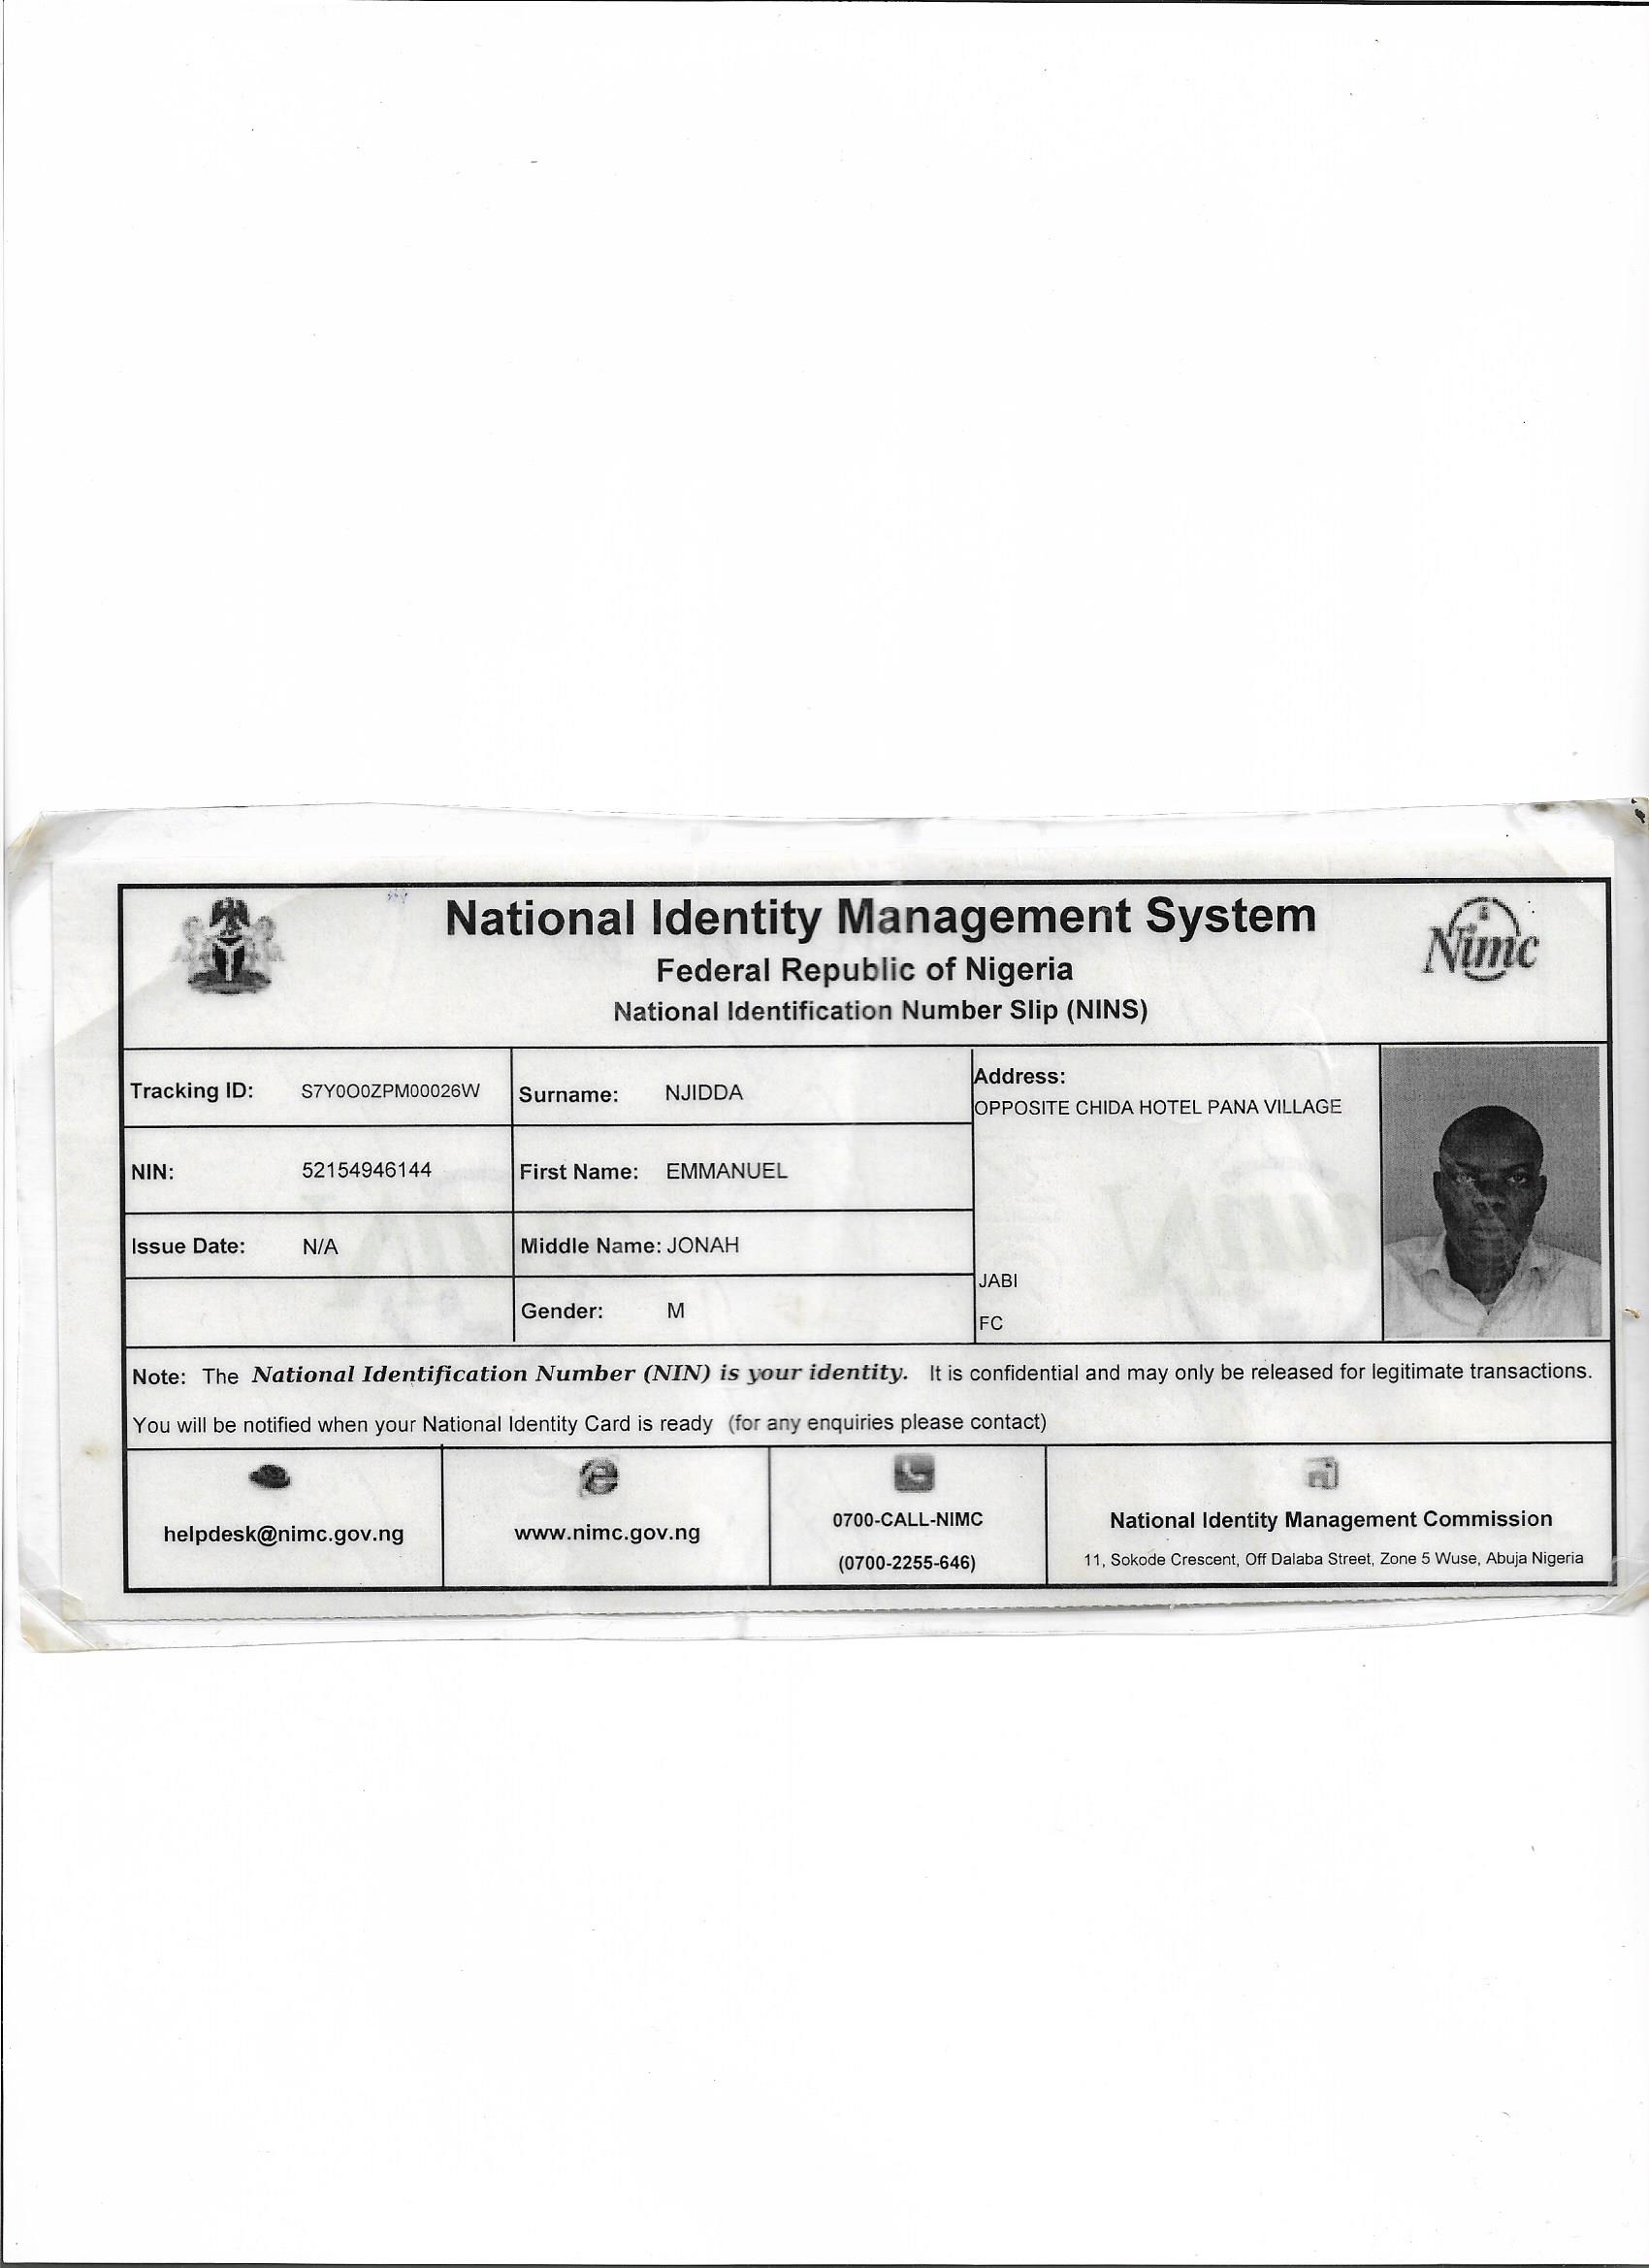 National Identity Management System
Federal Republic of Nigeria
National Identification Number Slip (NINS)
Nimc
Tracking ID: S7Y0O0ZPM00026W
Surname: NJIDDA
Address:
OPPOSITE CHIDA HOTEL PANA VILLAGE
NIN: 52154946144
First Name: EMMANUEL
Issue Date: N/A
Middle Name: JONAH
JABI
Gender: M
FC
Note: The National Identification Number (NIN) is your identity. It is confidential and may only be released for legitimate transactions.
You will be notified when your National Identity Card is ready (for any enquiries please contact)
helpdesk@nimc.gov.ng
www.nimc.gov.ng
0700-CALL-NIMC
(0700-2255-646)
National Identity Management Commission
11, Sokode Crescent, Off Dalaba Street, Zone 5 Wuse, Abuja Nigeria